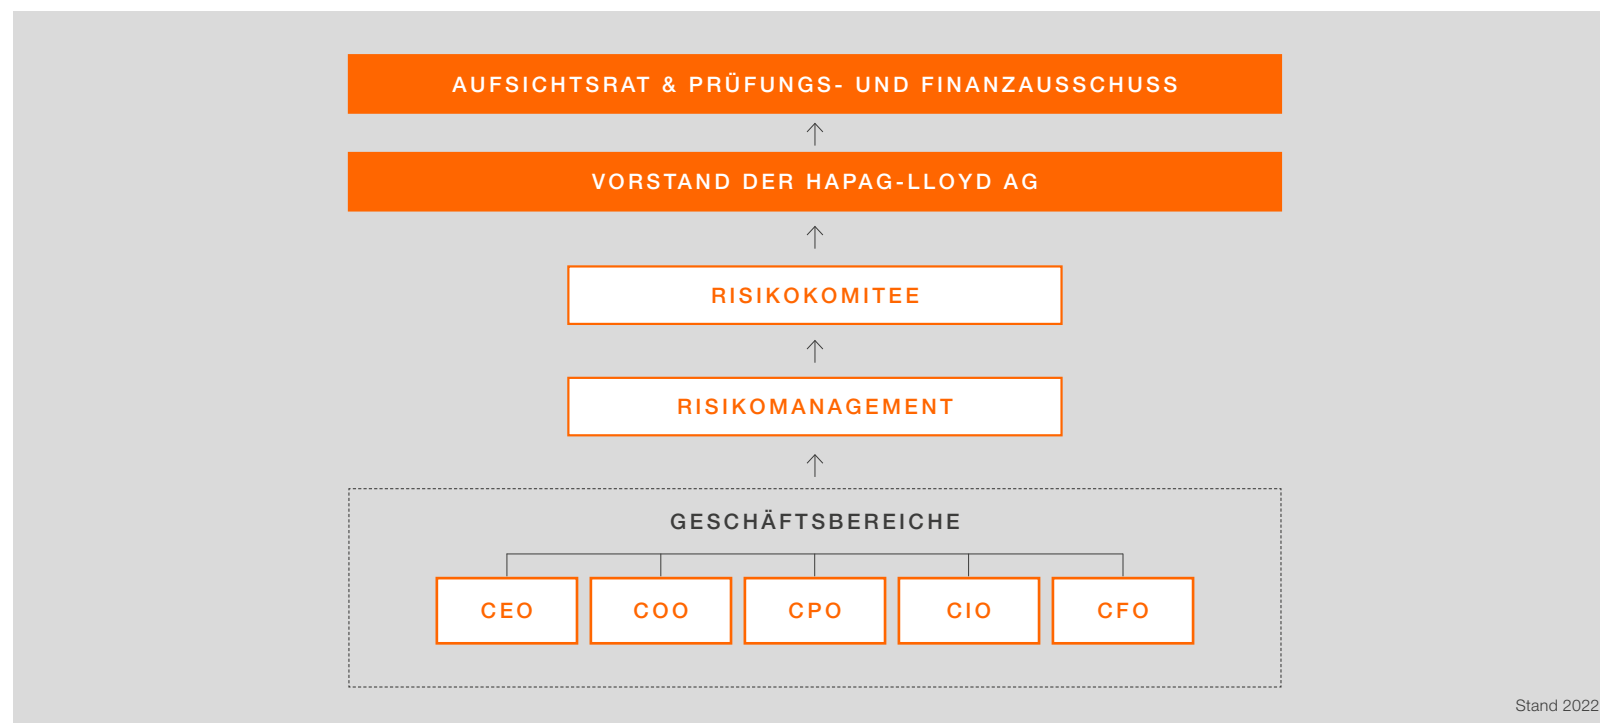 AUFSICHTSRAT & PRÜFUNGS- UND FINANZAUSSCHUSS
VORSTAND DER HAPAG-LLOYD AG
RISIKOKOMITEE
RISIKOMANAGEMENT
GESCHÄFTSBEREICHE
CEO
COO
CPO
CIO
CFO
Stand 2022